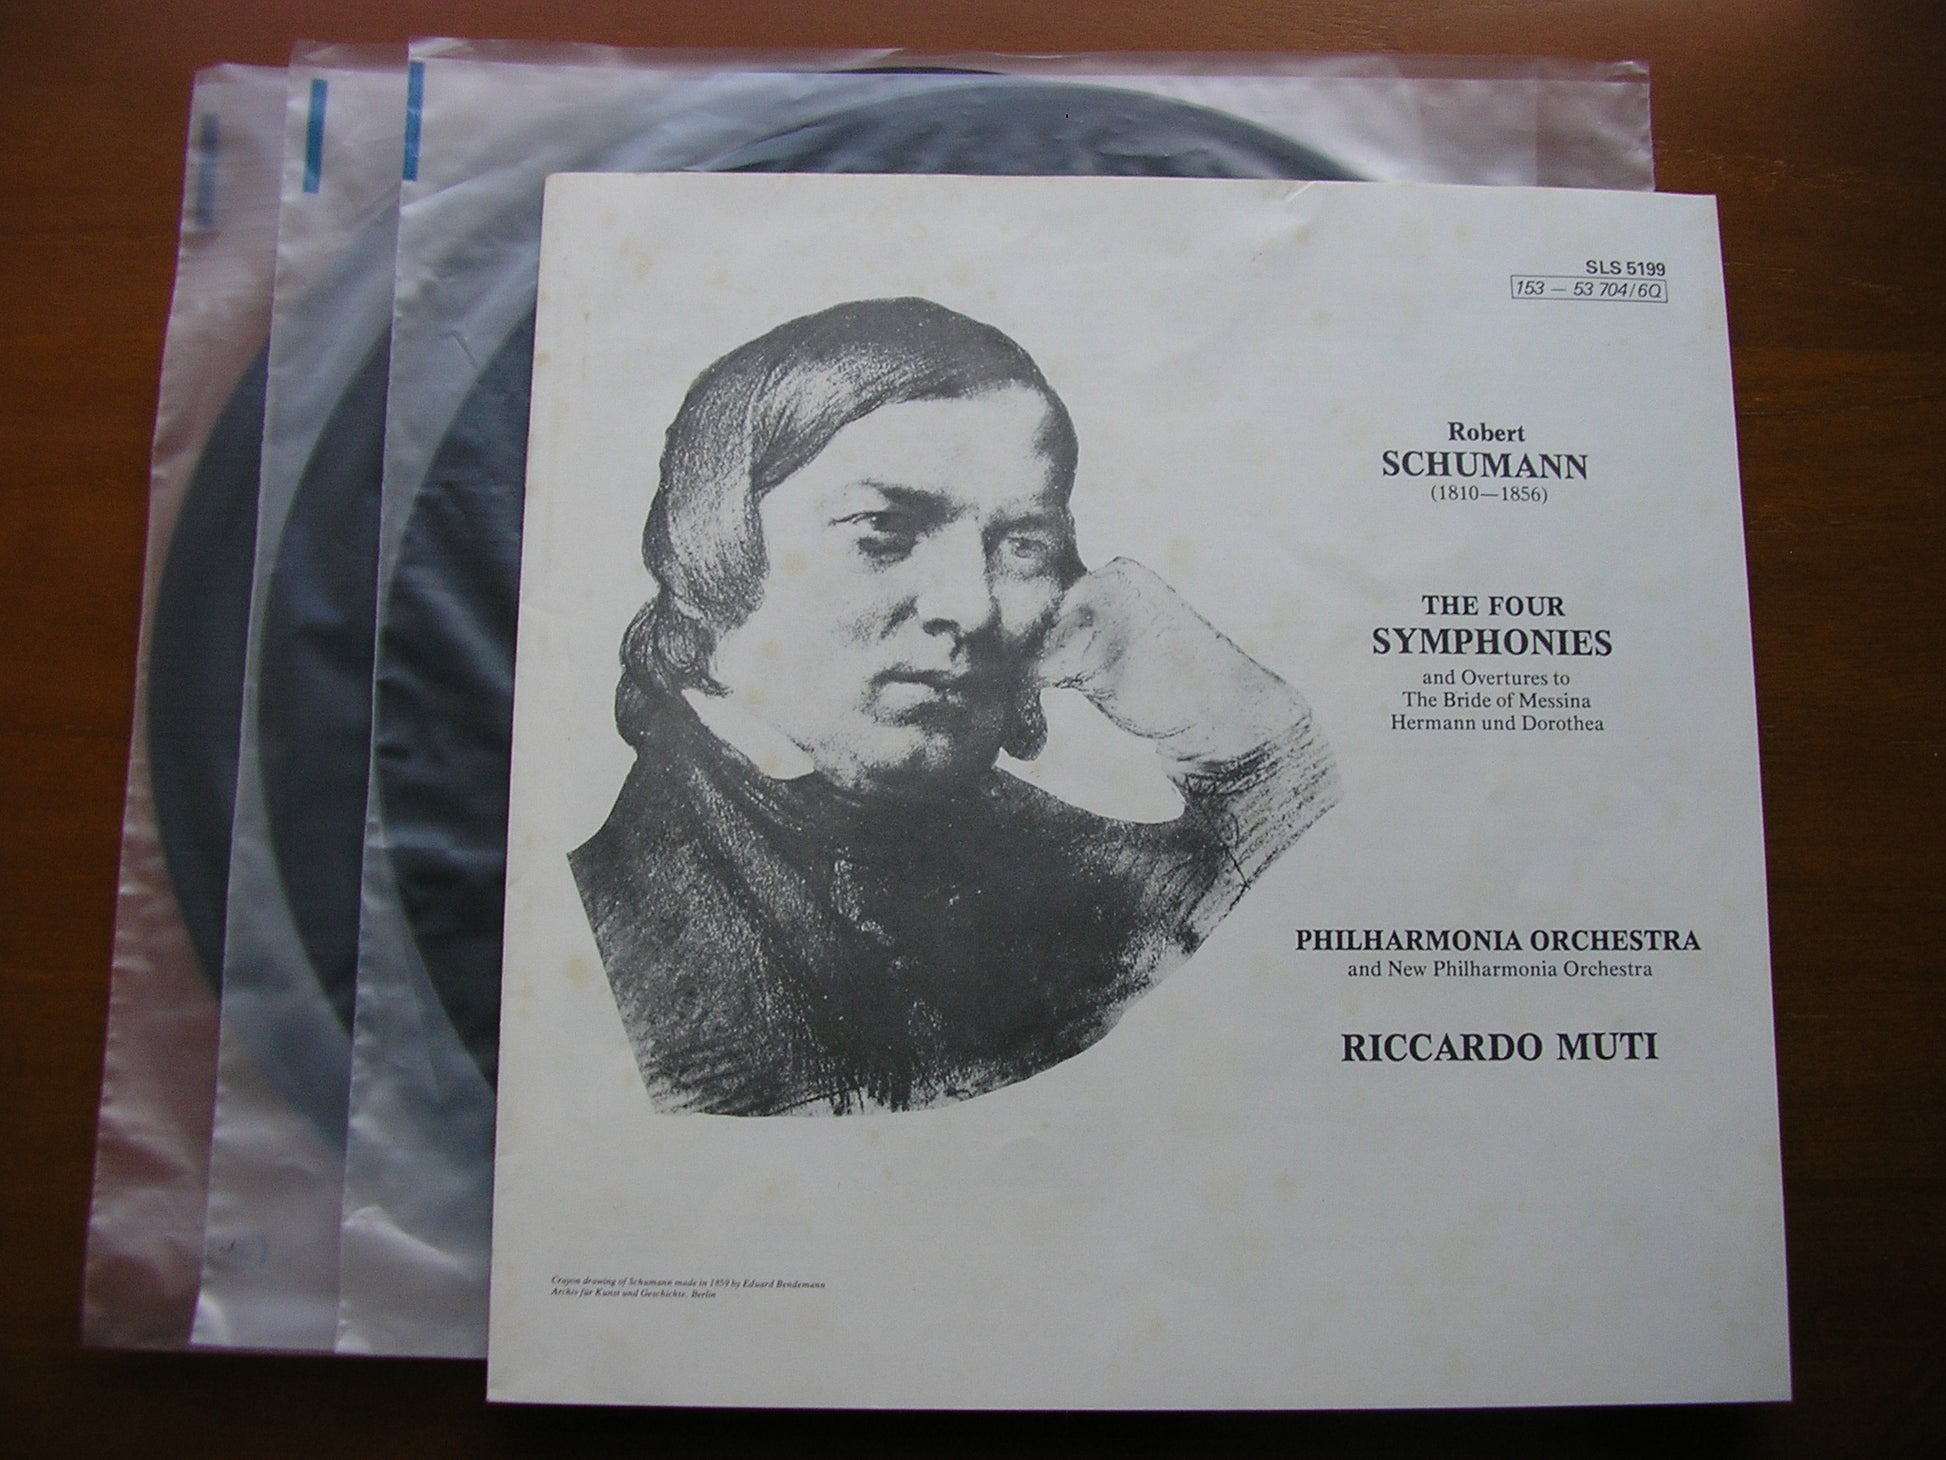 SLS 5199
153 — 53 704/6Q
Robert
SCHUMANN
(1810—1856)
THE FOUR
SYMPHONIES
and Overtures to
The Bride of Messina
Hermann und Dorothea
PHILHARMONIA ORCHESTRA
and New Philharmonia Orchestra
RICCARDO MUTI
Crayon drawing of Schumann made in 1859 by Eduard Bendemann
Archiv für Kunst und Geschichte, Berlin